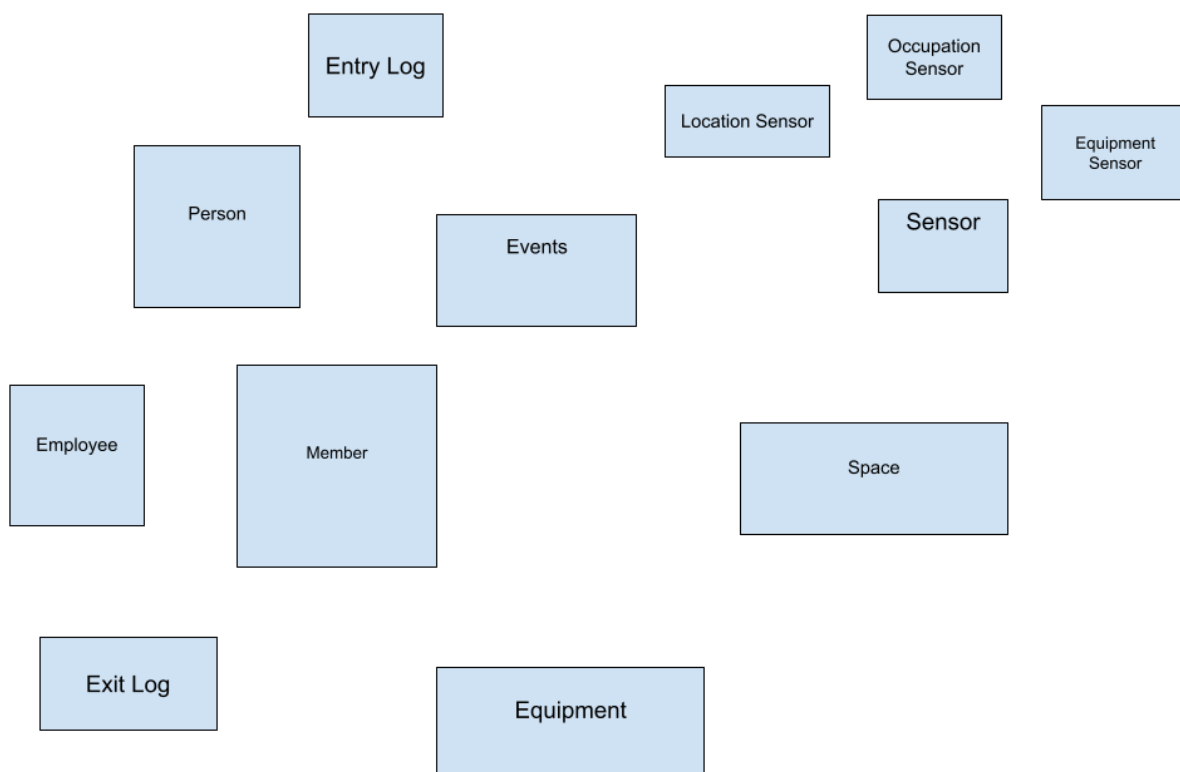 Entry Log
Occupation
Sensor
Location Sensor
Equipment
Sensor
Person
Sensor
Events
Employee
Member
Space
Exit Log
Equipment